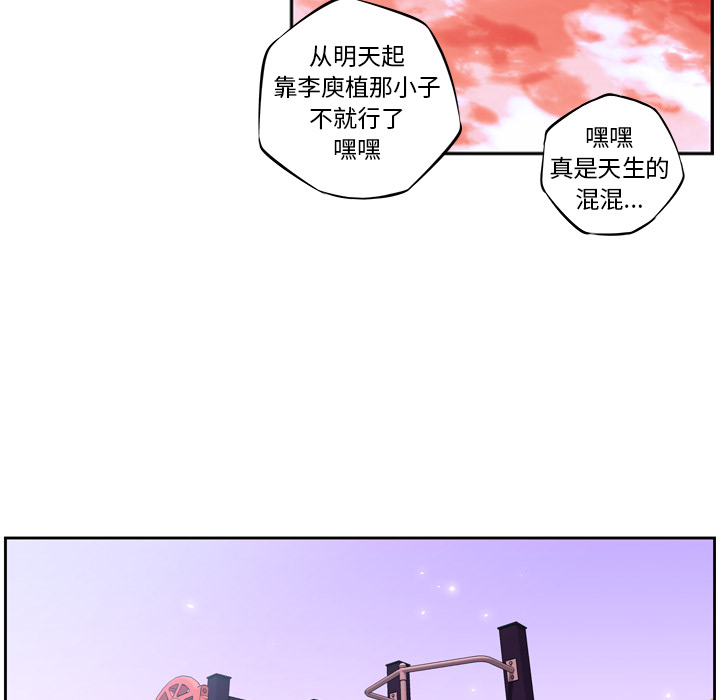 从明天起
靠李庾植那小子
不就行了
嘿嘿
嘿嘿
真是天生的
混混...